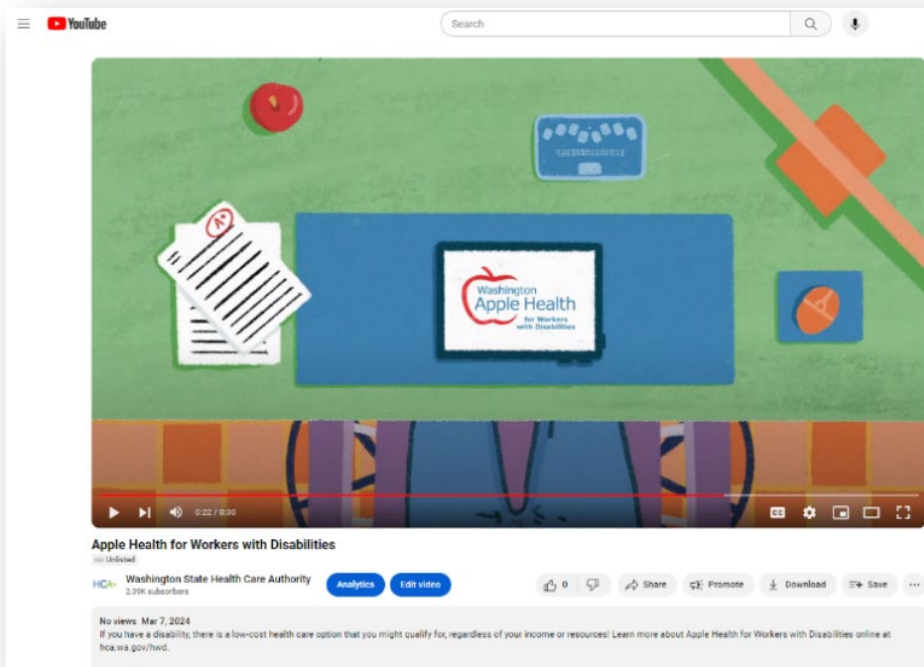 YouTube
Search
A+
Washington
Apple Health
for Workers
with Disabilities
0:22 / 0:30
CC
Apple Health for Workers with Disabilities
Unlisted
HCA
Washington State Health Care Authority
2.39K subscribers
Analytics
Edit video
0
Share
Promote
Download
Save
No views Mar 7, 2024
If you have a disability, there is a low-cost health care option that you might qualify for, regardless of your income or resources! Learn more about Apple Health for Workers with Disabilities online at
hca.wa.gov/hwd.